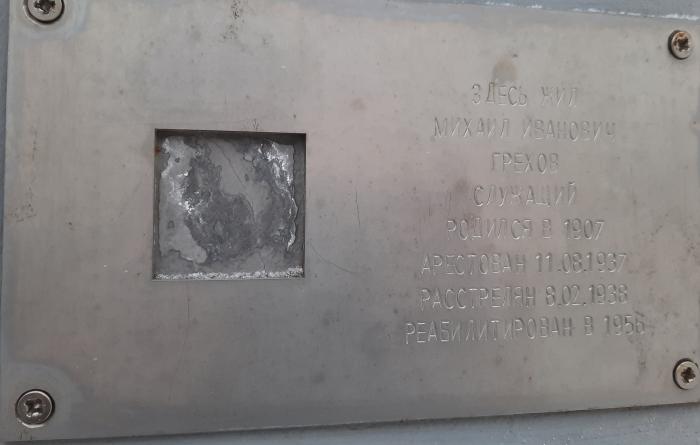 ЗДЕСЬ ЖИЛ
МИХАИЛ ИВАНОВИЧ
ГРЕХОВ
СЛУЖАЩИЙ
РОДИЛСЯ В 1907
АРЕСТОВАН 11.08.1937
РАССТРЕЛЯН 8.02.1938
РЕАБИЛИТИРОВАН В 1956